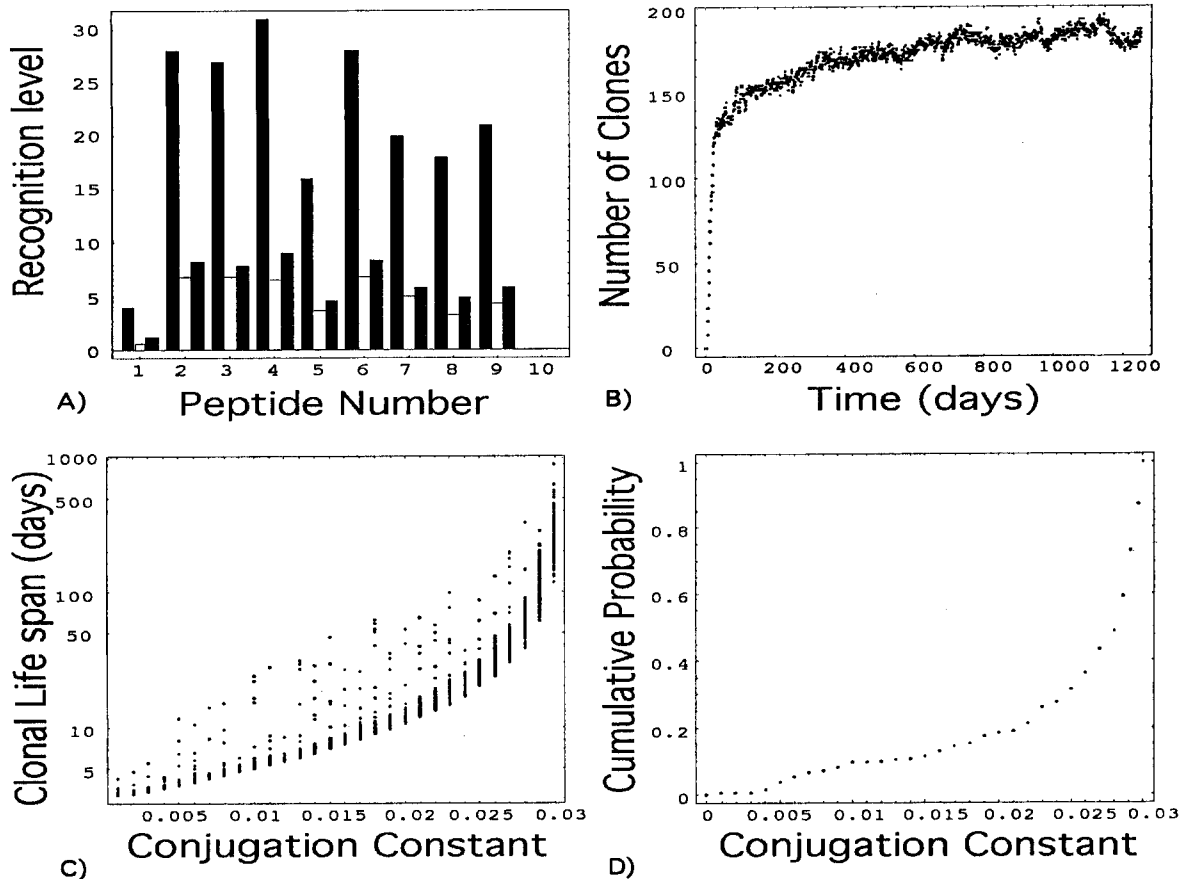 Recognition level
30
25
20
15
10
5
0
1 2 3 4 5 6 7 8 9 10
A) Peptide Number
Number of Clones
200
150
100
50
0
0 200 400 600 800 1000 1200
B) Time (days)
Clonal Life span (days)
1000
500
100
50
10
5
0.005 0.01 0.015 0.02 0.025 0.03
C) Conjugation Constant
Cumulative Probability
1
0.8
0.6
0.4
0.2
0
0 0.005 0.01 0.015 0.02 0.025 0.03
D) Conjugation Constant